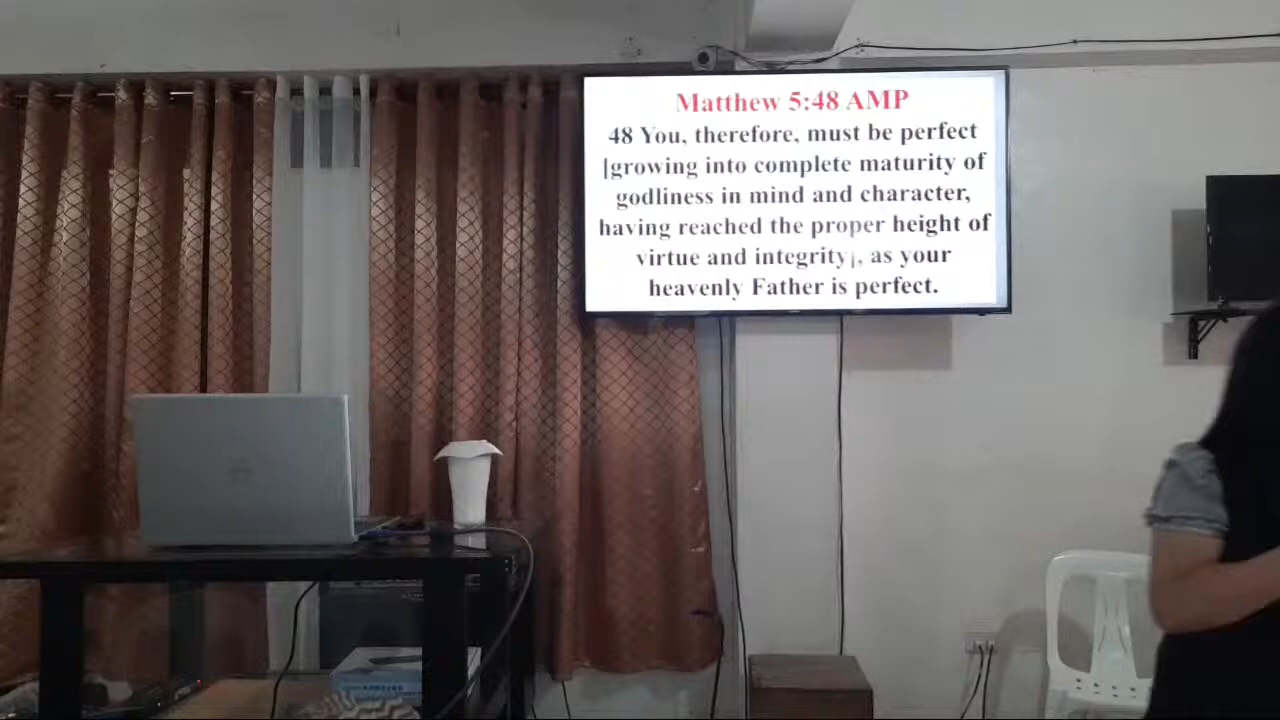 Matthew 5:48 AMP
48 You, therefore, must be perfect
[growing into complete maturity of
godliness in mind and character,
having reached the proper height of
virtue and integrity], as your
heavenly Father is perfect.